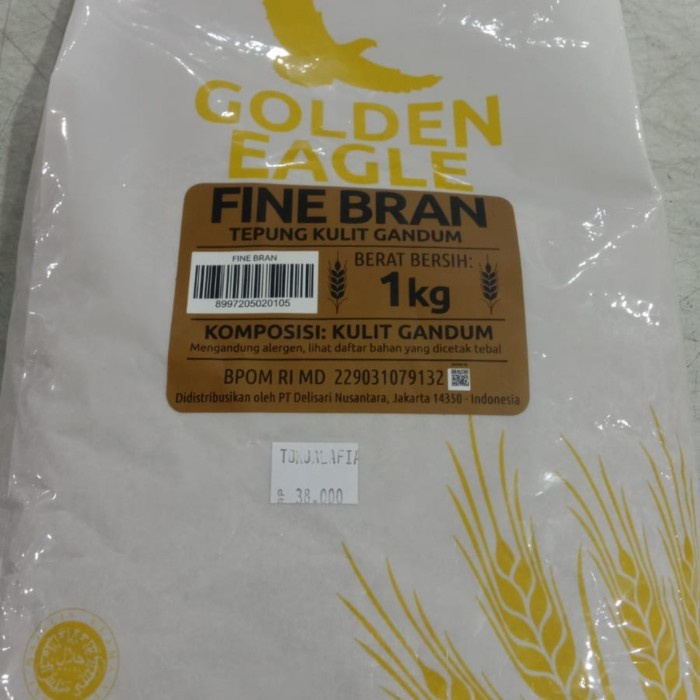 GOLDEN
EAGLE
FINE BRAN
TEPUNG KULIT GANDUM
FINE BRAN
8997205020105
BERAT BERSIH:
1kg
KOMPOSISI: KULIT GANDUM
Mengandung alergen, lihat daftar bahan yang dicetak tebal
BPOM RI MD 229031079132
Didistribusikan oleh PT Delisari Nusantara, Jakarta 14350 - Indonesia
RP 38.000
حلال